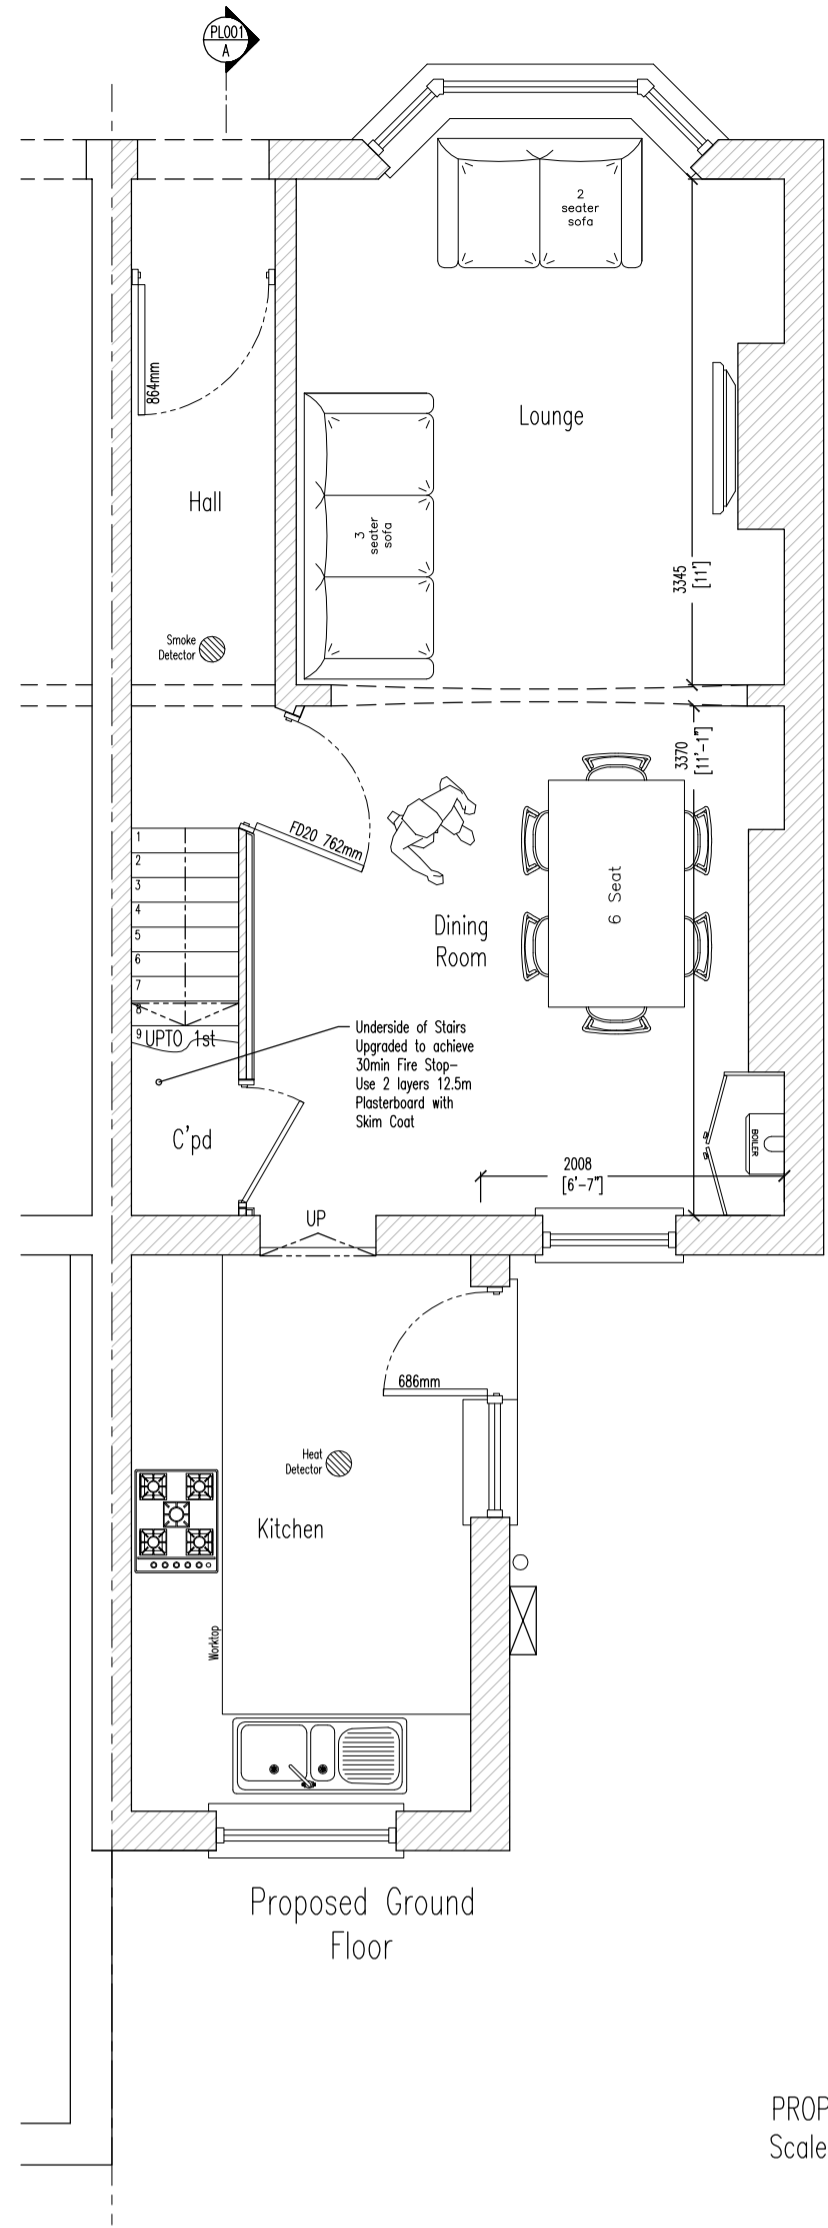 PL001
A
2
seater
sofa
864mm
Lounge
Hall
3
seater
sofa
3345
[11']
Smoke
Detector
3370
[11'-1"]
FD20 762mm
1
2
3
4
5
6
7
8
9
UPTO 1st
6 Seat
Dining
Room
Underside of Stairs
Upgraded to achieve
30min Fire Stop-
Use 2 layers 12.5m
Plasterboard with
Skim Coat
C'pd
BOILER
2008
[6'-7"]
UP
686mm
Heat
Detector
Kitchen
Worktop
Proposed Ground
Floor
PROP
Scale